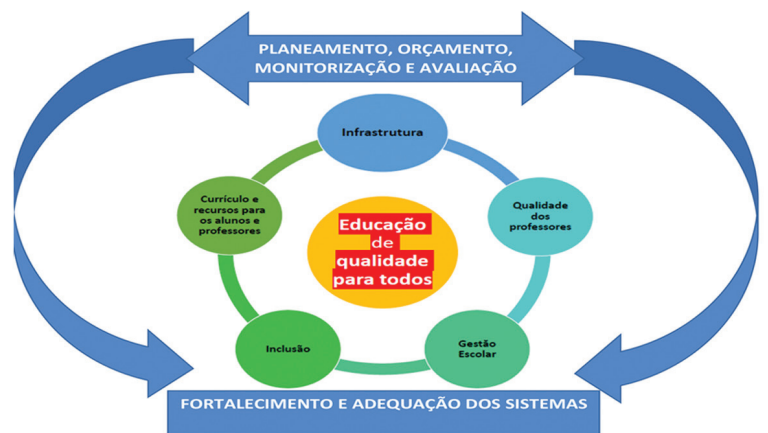 PLANEAMENTO, ORÇAMENTO,
MONITORIZAÇÃO E AVALIAÇÃO
Infrastrutura
Currículo e
recursos para
os alunos e
professores
Qualidade
dos
professores
Educação
de
qualidade
para todos
Inclusão
Gestão
Escolar
FORTALECIMENTO E ADEQUAÇÃO DOS SISTEMAS